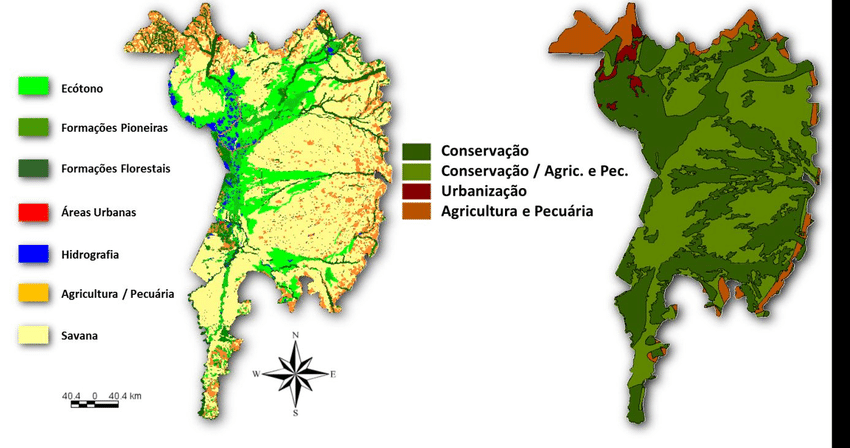 Ecótono
Formações Pioneiras
Formações Florestais
Áreas Urbanas
Hidrografia
Agricultura / Pecuária
Savana
40.4 0 40.4 km
N
W E
S
Conservação
Conservação / Agric. e Pec.
Urbanização
Agricultura e Pecuária